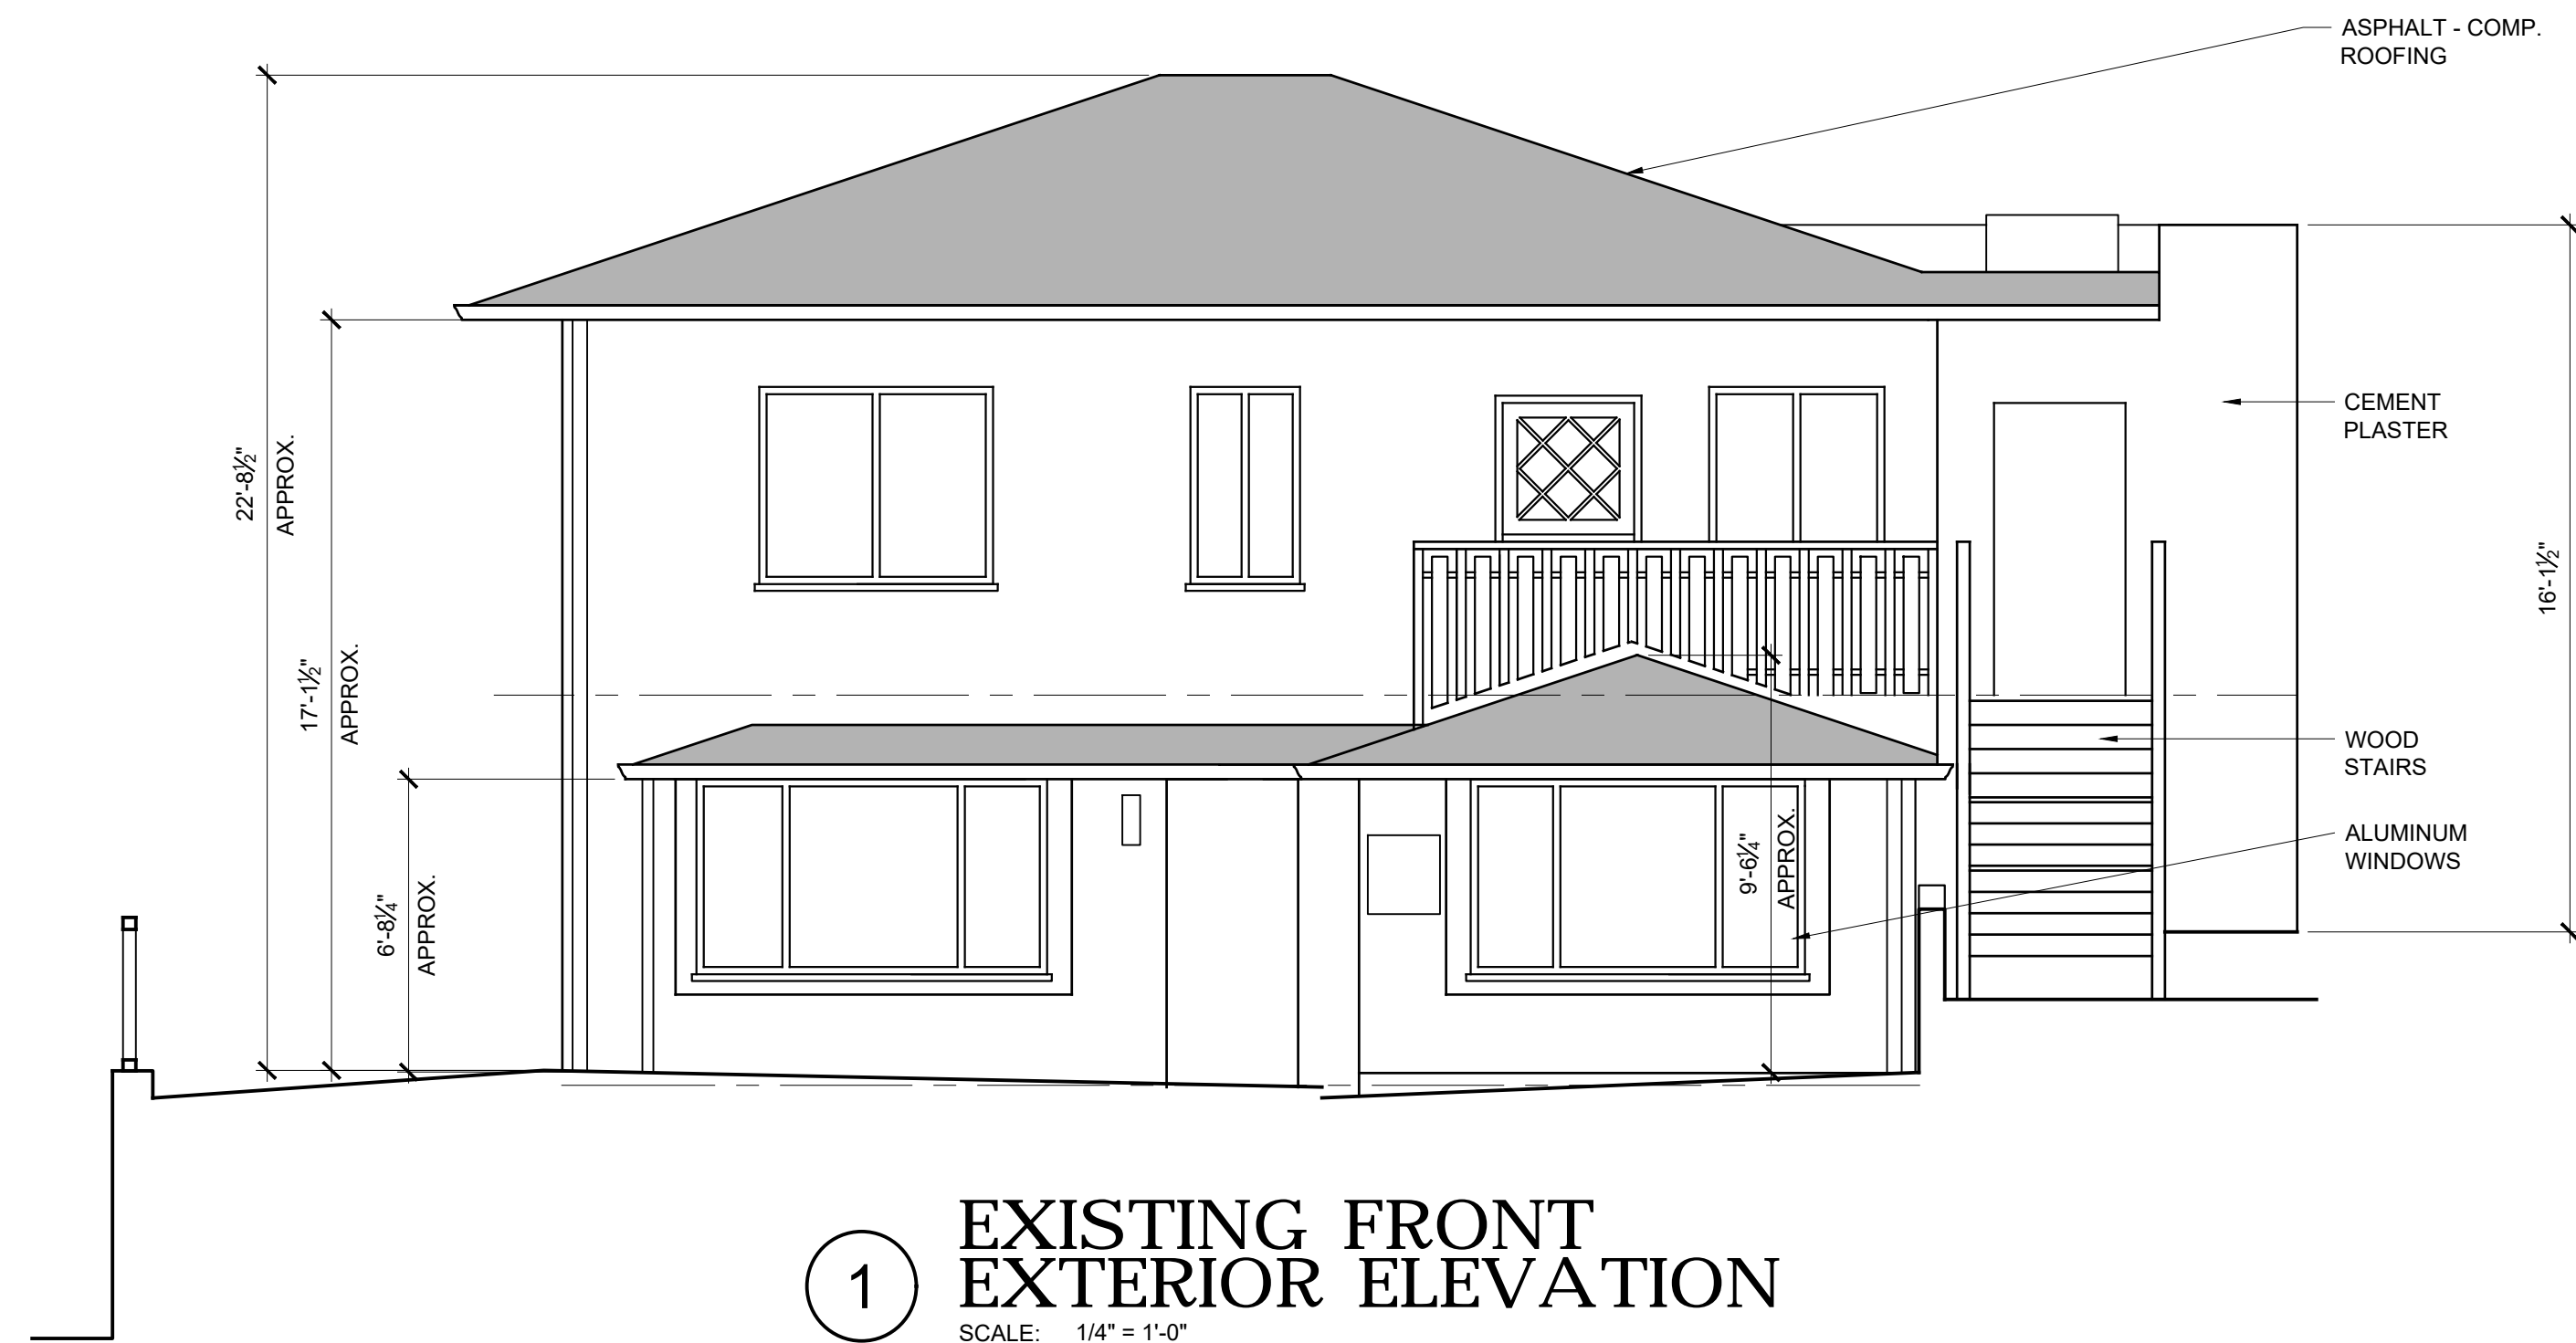 ASPHALT - COMP.
ROOFING
22'-8½"
APPROX.
17'-1½"
APPROX.
6'-8¼"
APPROX.
9'-6¼"
APPROX.
16'-1½"
CEMENT
PLASTER
WOOD
STAIRS
ALUMINUM
WINDOWS
1
EXISTING FRONT
EXTERIOR ELEVATION
SCALE: 1/4" = 1'-0"